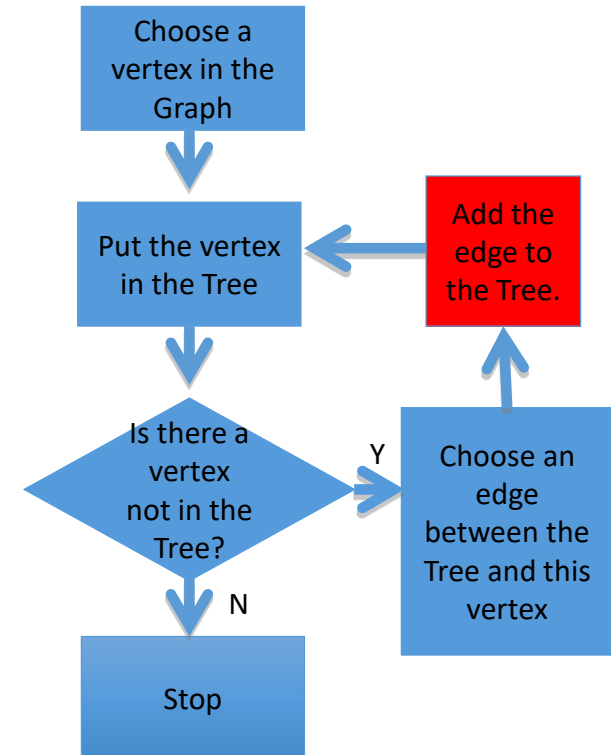 Choose a
vertex in the
Graph
Put the vertex
in the Tree
Add the
edge to
the Tree.
Is there a
vertex
not in the
Tree?
Y
Choose an
edge
between the
Tree and this
vertex
N
Stop